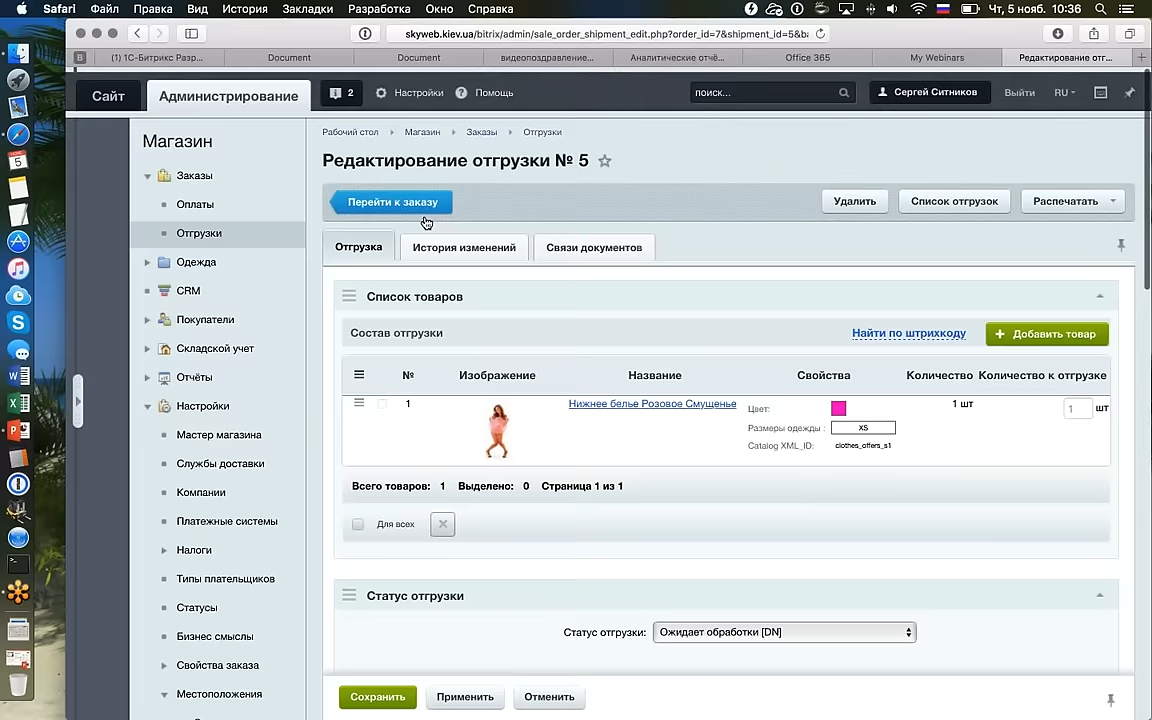 Safari Файл Правка Вид История Закладки Разработка Окно Справка Чт, 5 нояб. 10:36
skyweb.kiev.ua/bitrix/admin/sale_order_shipment_edit.php?order_id=7&shipment_id=5&ba
(1) 1С-Битрикс Разр... Document Document видеопоздравление... Аналитические отчё... Office 365 My Webinars Редактирование отг...
Сайт Администрирование 2 Настройки Помощь поиск... Сергей Ситников Выйти RU
Магазин
Заказы
Оплаты
Отгрузки
Одежда
CRM
Покупатели
Складской учет
Отчёты
Настройки
Мастер магазина
Службы доставки
Компании
Платежные системы
Налоги
Типы плательщиков
Статусы
Бизнес смыслы
Свойства заказа
Местоположения
Рабочий стол Магазин Заказы Отгрузки
Редактирование отгрузки № 5
Перейти к заказу Удалить Список отгрузок Распечатать
Отгрузка История изменений Связи документов
Список товаров
Состав отгрузки Найти по штрихкоду + Добавить товар
№ Изображение Название Свойства Количество Количество к отгрузке
1 Нижнее белье Розовое Смущенье Цвет: 1 шт 1 шт
Размеры одежды : XS
Catalog XML_ID: clothes_offers_s1
Всего товаров: 1 Выделено: 0 Страница 1 из 1
Для всех
Статус отгрузки
Статус отгрузки: Ожидает обработки [DN]
Сохранить Применить Отменить